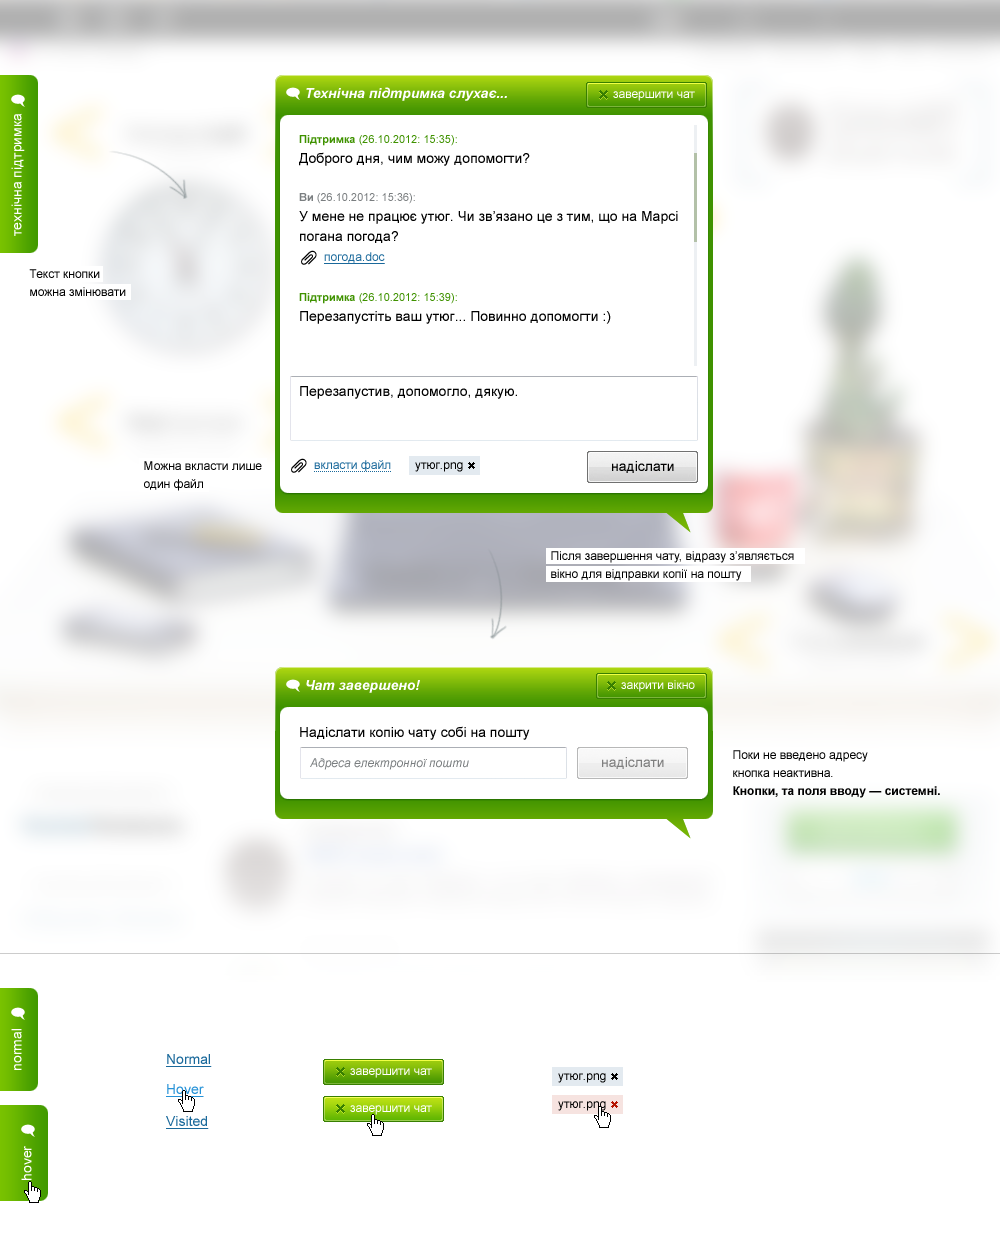 технічна підтримка
Технічна підтримка слухає...
завершити чат
Підтримка (26.10.2012: 15:35):
Доброго дня, чим можу допомогти?
Ви (26.10.2012: 15:36):
У мене не працює утюг. Чи зв’язано це з тим, що на Марсі
погана погода?
погода.doc
Текст кнопки
можна змінювати
Підтримка (26.10.2012: 15:39):
Перезапустіть ваш утюг... Повинно допомогти :)
Перезапустив, допомогло, дякую.
Можна вкласти лише
один файл
вкласти файл
утюг.png
надіслати
Після завершення чату, відразу з’являється
вікно для відправки копії на пошту
Чат завершено!
закрити вікно
Надіслати копію чату собі на пошту
Адреса електронної пошти
надіслати
Поки не введено адресу
кнопка неактивна.
Кнопки, та поля вводу — системні.
normal
Normal
Hover
Visited
завершити чат
завершити чат
утюг.png
утюг.png
hover